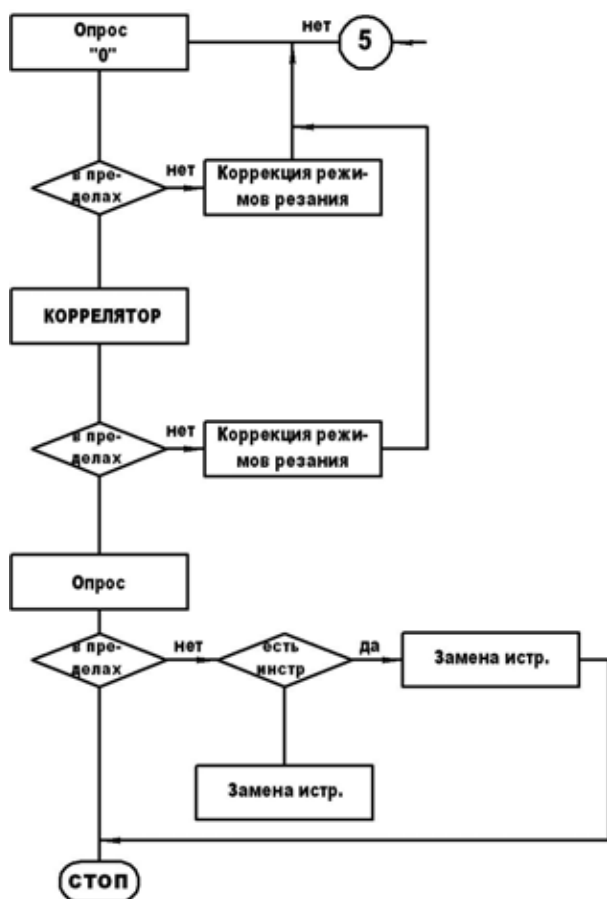 Опрос
"0"
нет
5
в пре-
делах
нет
Коррекция режи-
мов резания
КОРРЕЛЯТОР
в пре-
делах
нет
Коррекция режи-
мов резания
Опрос
в пре-
делах
нет
есть
инстр
да
Замена истр.
Замена истр.
стоп